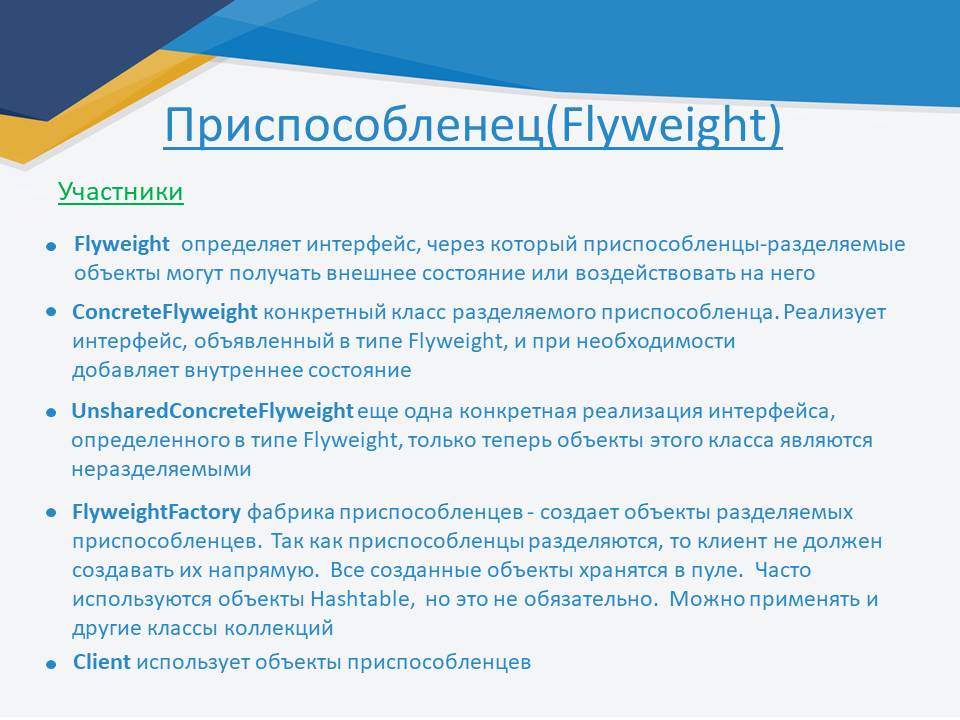 Приспособленец(Flyweight)
Участники
Flyweight определяет интерфейс, через который приспособленцы-разделяемые
объекты могут получать внешнее состояние или воздействовать на него
ConcreteFlyweight конкретный класс разделяемого приспособленца. Реализует
интерфейс, объявленный в типе Flyweight, и при необходимости
добавляет внутреннее состояние
UnsharedConcreteFlyweight еще одна конкретная реализация интерфейса,
определенного в типе Flyweight, только теперь объекты этого класса являются
неразделяемыми
FlyweightFactory фабрика приспособленцев - создает объекты разделяемых
приспособленцев. Так как приспособленцы разделяются, то клиент не должен
создавать их напрямую. Все созданные объекты хранятся в пуле. Часто
используются объекты Hashtable, но это не обязательно. Можно применять и
другие классы коллекций
Client использует объекты приспособленцев